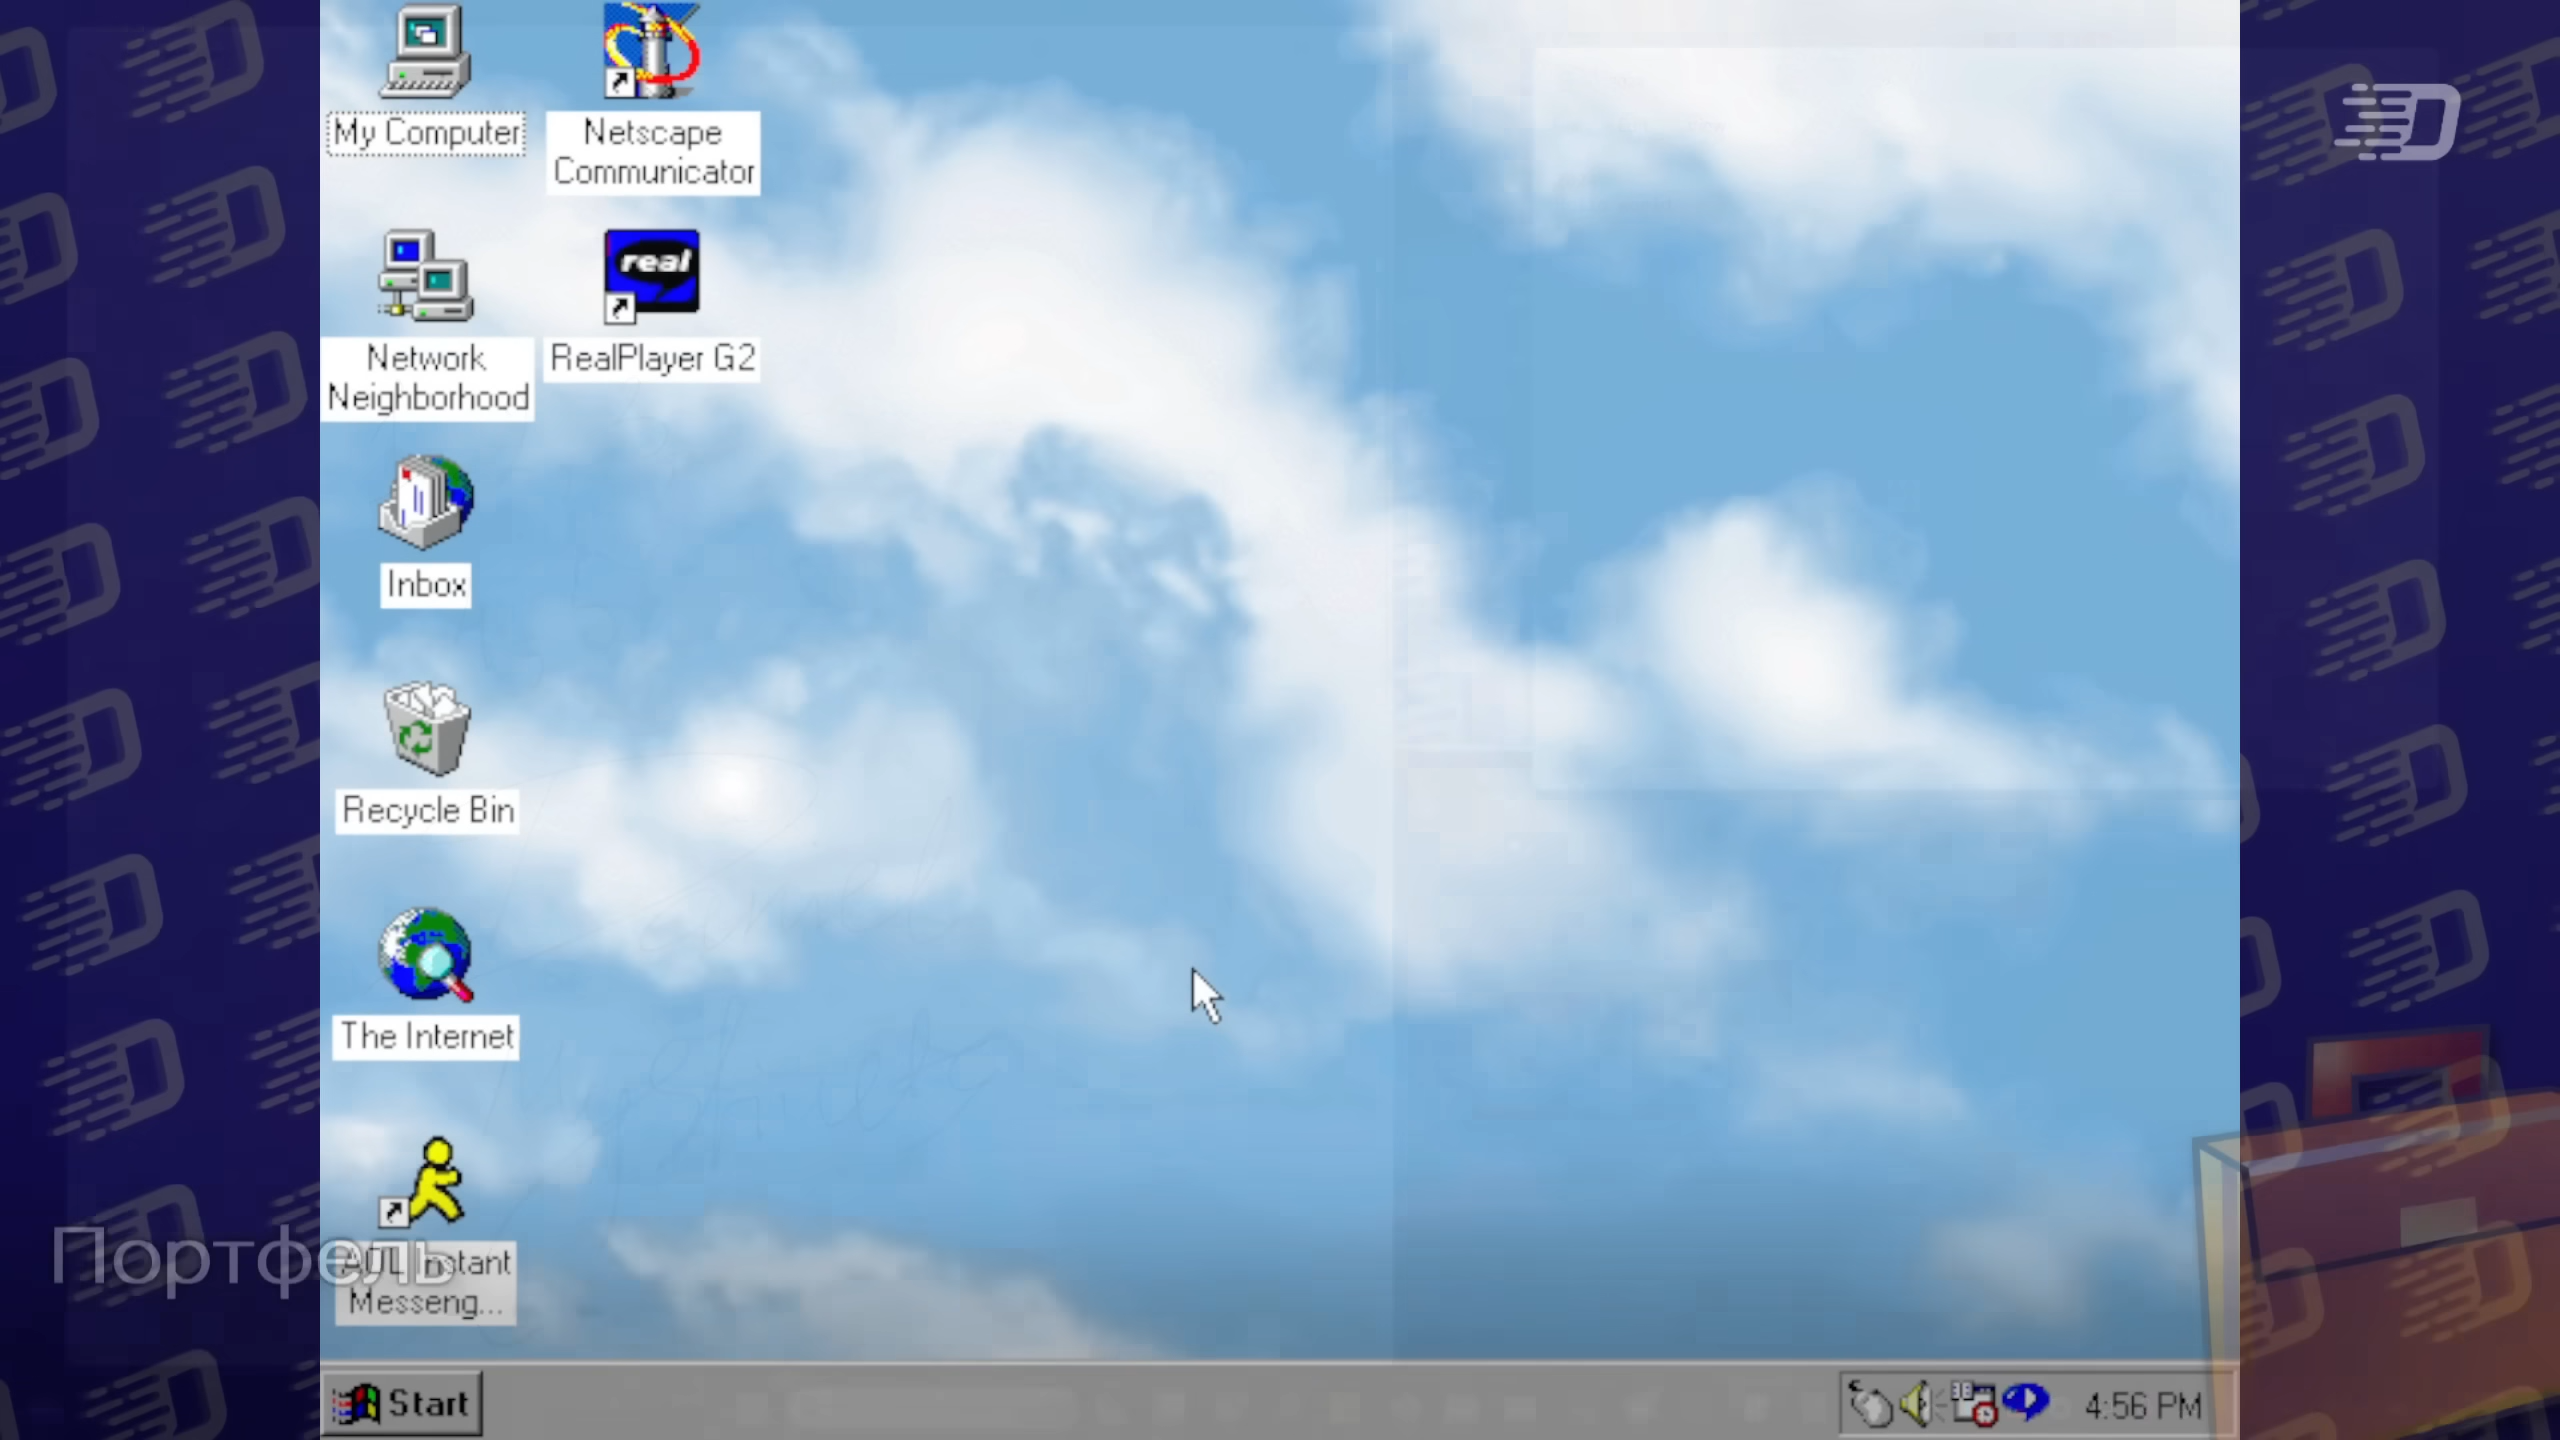 My Computer
Netscape
Communicator
Network
Neighborhood
real
RealPlayer G2
Inbox
Recycle Bin
The Internet
AOL Instant
Messeng...
Портфель
Start
4:56 PM